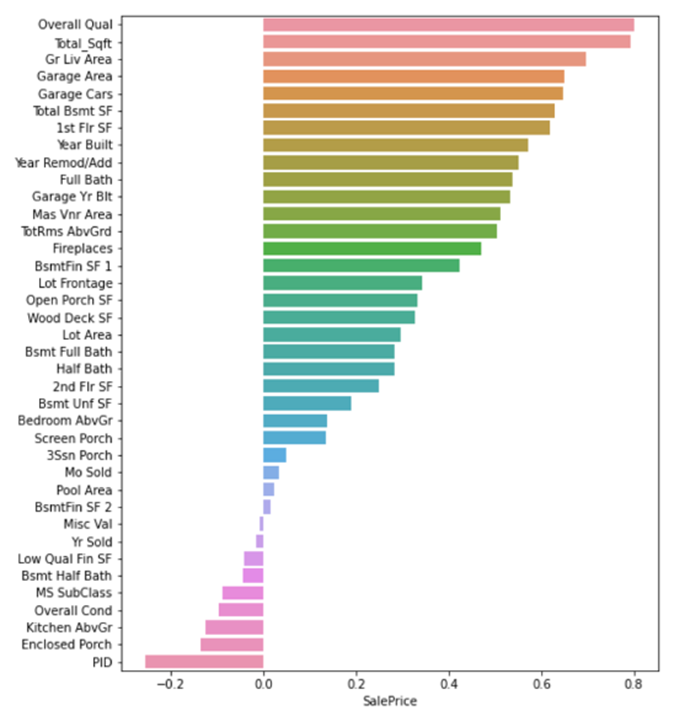 Overall Qual
Total_Sqft
Gr Liv Area
Garage Area
Garage Cars
Total Bsmt SF
1st Flr SF
Year Built
Year Remod/Add
Full Bath
Garage Yr Blt
Mas Vnr Area
TotRms AbvGrd
Fireplaces
BsmtFin SF 1
Lot Frontage
Open Porch SF
Wood Deck SF
Lot Area
Bsmt Full Bath
Half Bath
2nd Flr SF
Bsmt Unf SF
Bedroom AbvGr
Screen Porch
3Ssn Porch
Mo Sold
Pool Area
BsmtFin SF 2
Misc Val
Yr Sold
Low Qual Fin SF
Bsmt Half Bath
MS SubClass
Overall Cond
Kitchen AbvGr
Enclosed Porch
PID
−0.2 0.0 0.2 0.4 0.6 0.8
SalePrice